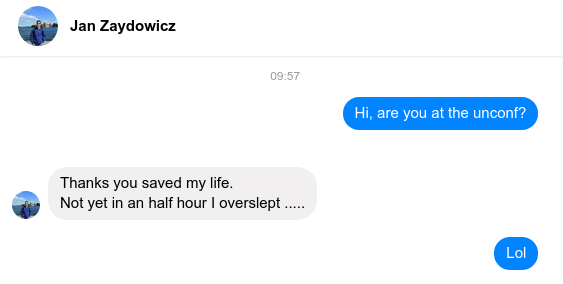 Jan Zaydowicz
09:57
Hi, are you at the unconf?
Thanks you saved my life.
Not yet in an half hour I overslept .....
Lol